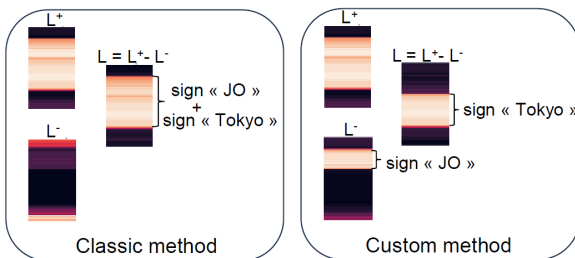 L⁺
L = L⁺- L⁻
sign « JO »
+
sign « Tokyo »
L⁻
Classic method
L⁺
L = L⁺- L⁻
sign « Tokyo »
L⁻
sign « JO »
Custom method